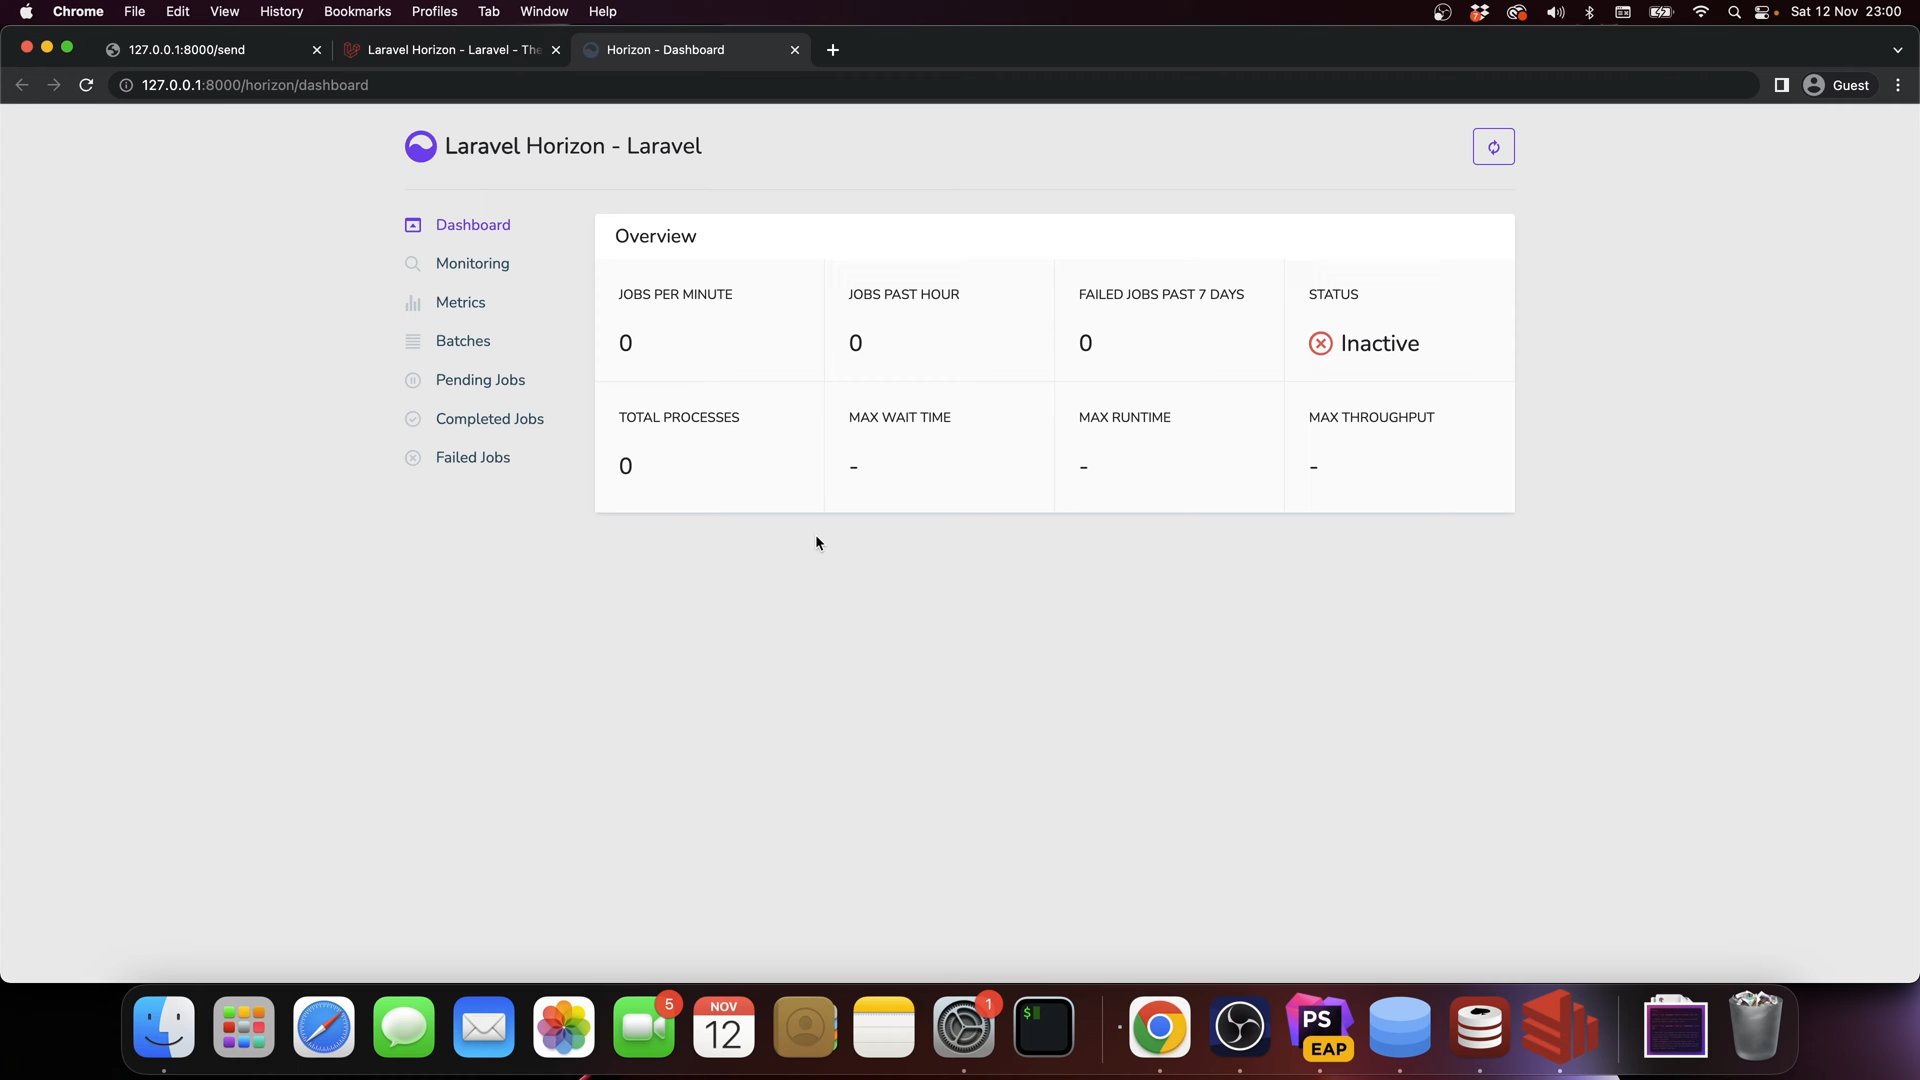 Chrome File Edit View History Bookmarks Profiles Tab Window Help
7
Sat 12 Nov 23:00
127.0.0.1:8000/send
Laravel Horizon - Laravel - The
Horizon - Dashboard
127.0.0.1:8000/horizon/dashboard
Guest
Laravel Horizon - Laravel
Dashboard
Monitoring
Metrics
Batches
Pending Jobs
Completed Jobs
Failed Jobs
Overview
JOBS PER MINUTE JOBS PAST HOUR FAILED JOBS PAST 7 DAYS STATUS
0 0 0 Inactive
TOTAL PROCESSES MAX WAIT TIME MAX RUNTIME MAX THROUGHPUT
0 - - -
5
NOV
12
1
$
PS
EAP